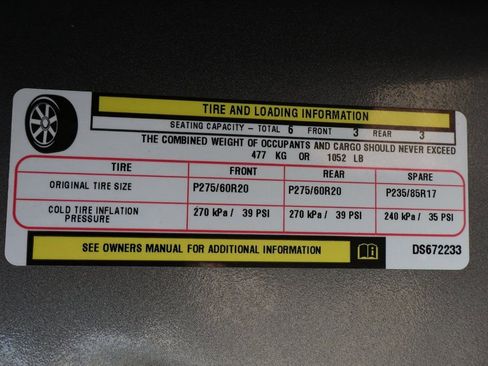 TIRE AND LOADING INFORMATION
SEATING CAPACITY - TOTAL 6 FRONT 3 REAR 3
THE COMBINED WEIGHT OF OCCUPANTS AND CARGO SHOULD NEVER EXCEED
477 KG OR 1052 LB
TIRE FRONT REAR SPARE
ORIGINAL TIRE SIZE P275/60R20 P275/60R20 P235/85R17
COLD TIRE INFLATION PRESSURE 270 kPa / 39 PSI 270 kPa / 39 PSI 240 kPa / 35 PSI
SEE OWNERS MANUAL FOR ADDITIONAL INFORMATION DS672233